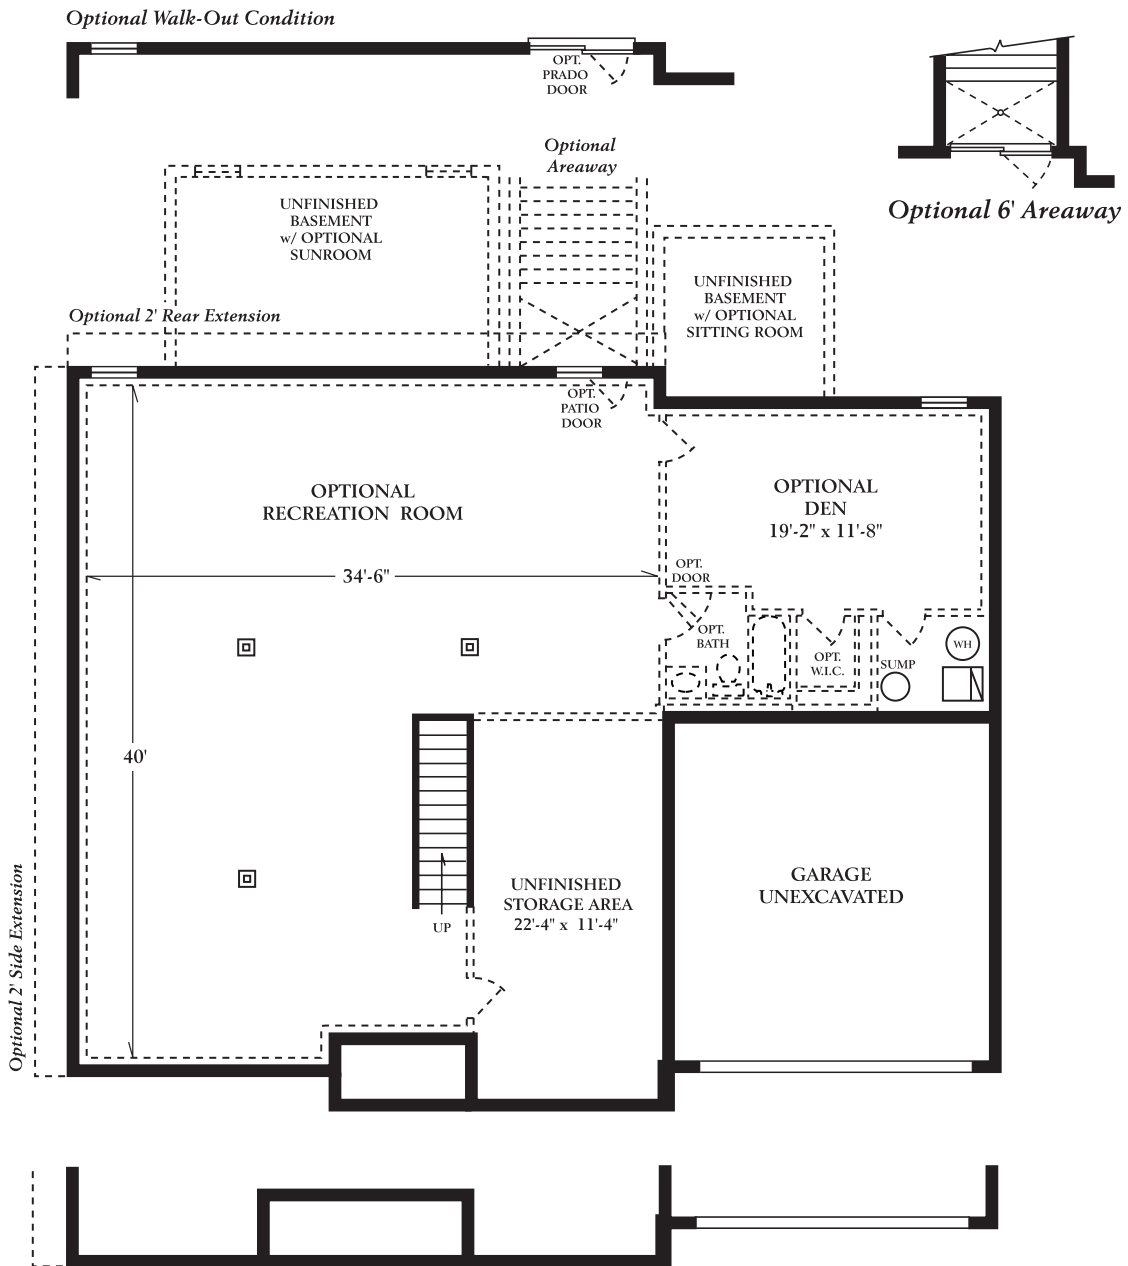 Optional Walk-Out Condition
OPT.
PRADO
DOOR
Optional
Areaway
Optional 6' Areaway
UNFINISHED
BASEMENT
w/ OPTIONAL
SUNROOM
UNFINISHED
BASEMENT
w/ OPTIONAL
SITTING ROOM
Optional 2' Rear Extension
OPT.
PATIO
DOOR
OPTIONAL
RECREATION ROOM
OPTIONAL
DEN
19'-2" x 11'-8"
34'-6"
OPT.
DOOR
OPT.
BATH
OPT.
W.I.C.
SUMP
WH
40'
UP
UNFINISHED
STORAGE AREA
22'-4" x 11'-4"
GARAGE
UNEXCAVATED
Optional 2' Side Extension